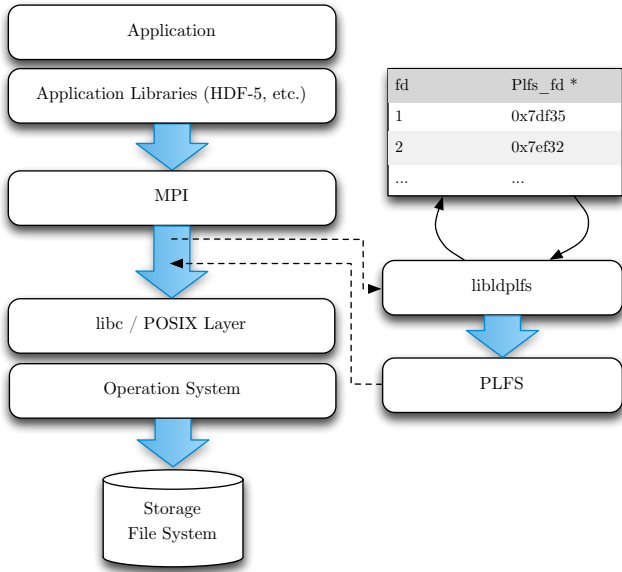 Application
Application Libraries (HDF-5, etc.)
MPI
libc / POSIX Layer
Operation System
Storage
File System
fd Plfs_fd *
1 0x7df35
2 0x7ef32
... ...
libldplfs
PLFS